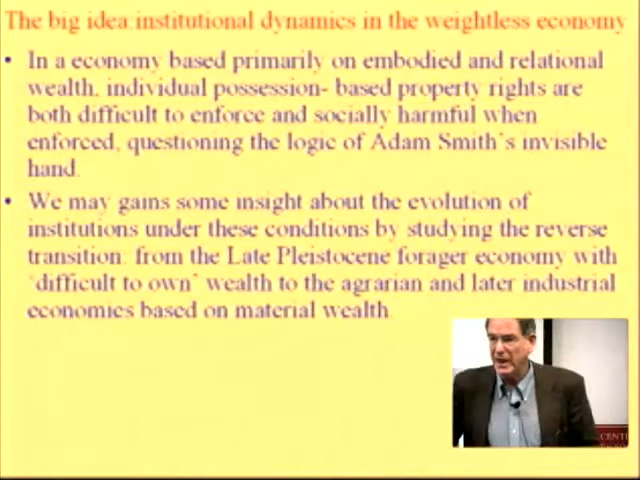 The big idea:institutional dynamics in the weightless economy
• In a economy based primarily on embodied and relational
wealth, individual possession- based property rights are
both difficult to enforce and socially harmful when
enforced, questioning the logic of Adam Smith's invisible
hand.
• We may gains some insight about the evolution of
institutions under these conditions by studying the reverse
transition: from the Late Pleistocene forager economy with
'difficult to own' wealth to the agrarian and later industrial
economies based on material wealth.
CENT